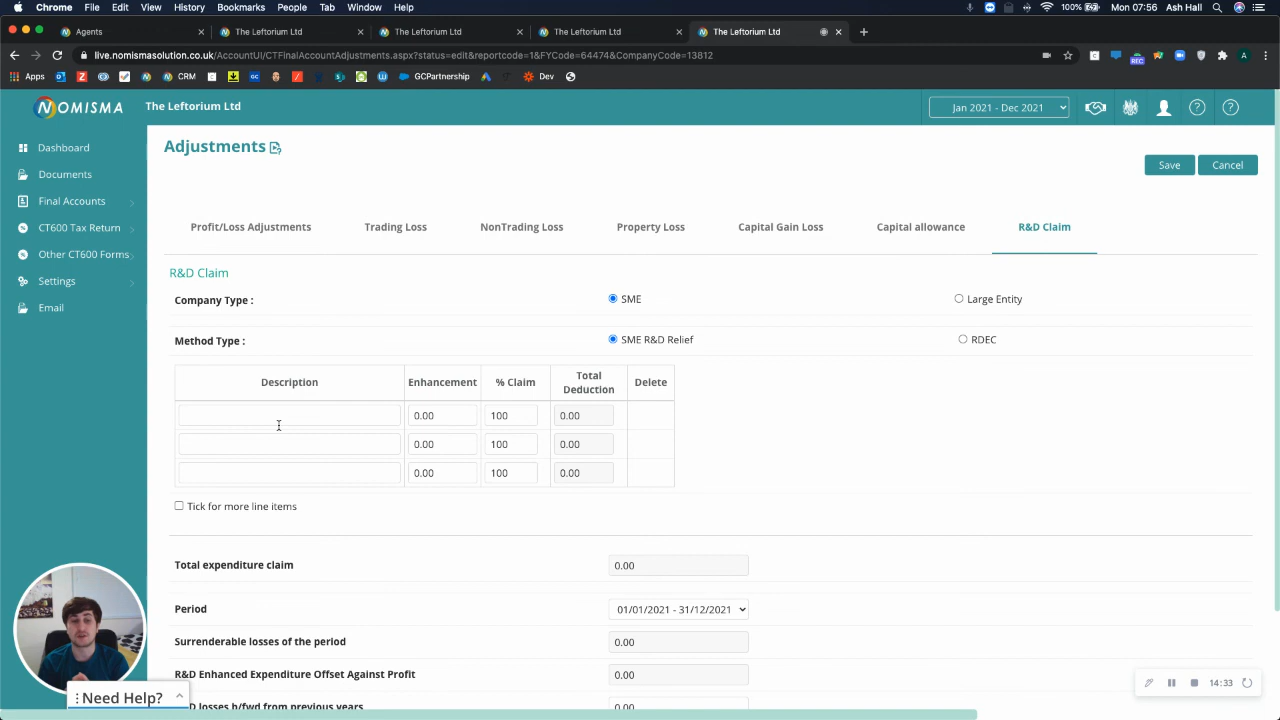 Chrome File Edit View History Bookmarks People Tab Window Help 100% Mon 07:56 Ash Hall
Agents The Leftorium Ltd The Leftorium Ltd The Leftorium Ltd The Leftorium Ltd
live.nomismasolution.co.uk/AccountUI/CTFinalAccountAdjustments.aspx?status=edit&reportcode=1&FYCode=64474&CompanyCode=13812
Apps CRM GCPartnership Dev
NOMISMA The Leftorium Ltd Jan 2021 - Dec 2021
Dashboard
Documents
Final Accounts
CT600 Tax Return
Other CT600 Forms
Settings
Email
Adjustments
Save Cancel
Profit/Loss Adjustments Trading Loss NonTrading Loss Property Loss Capital Gain Loss Capital allowance R&D Claim
R&D Claim
Company Type : SME Large Entity
Method Type : SME R&D Relief RDEC
Description Enhancement % Claim Total Deduction Delete
0.00 100 0.00
0.00 100 0.00
0.00 100 0.00
Tick for more line items
Total expenditure claim 0.00
Period 01/01/2021 - 31/12/2021
Surrenderable losses of the period 0.00
R&D Enhanced Expenditure Offset Against Profit 0.00
losses b/fwd from previous years 0.00
Need Help?
14:33